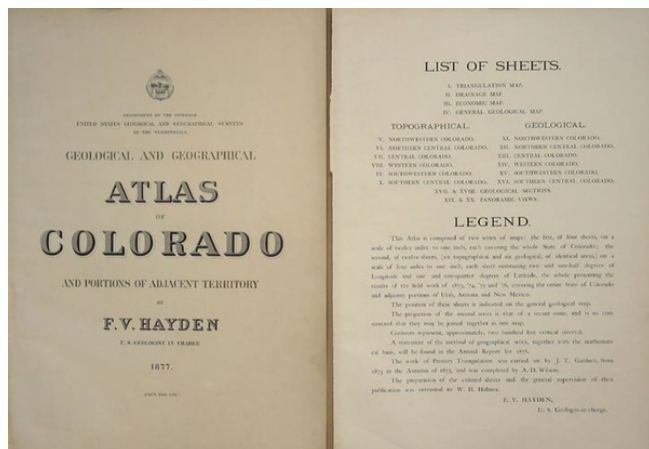 DEPARTMENT OF THE INTERIOR
UNITED STATES GEOLOGICAL AND GEOGRAPHICAL SURVEYS
OF THE TERRITORIES
GEOLOGICAL AND GEOGRAPHICAL
ATLAS
OF
COLORADO
AND PORTIONS OF ADJACENT TERRITORY
BY
F.V. HAYDEN
U.S. GEOLOGIST IN CHARGE
1877.
LIST OF SHEETS.
I. TRIANGULATION MAP.
II. DRAINAGE MAP.
III. ECONOMIC MAP.
IV. GENERAL GEOLOGICAL MAP
TOPOGRAPHICAL.
V. NORTHWESTERN COLORADO.
VI. NORTHERN CENTRAL COLORADO.
VII. CENTRAL COLORADO.
VIII. WESTERN COLORADO.
IX. SOUTHWESTERN COLORADO.
X. SOUTHERN CENTRAL COLORADO.
GEOLOGICAL.
XI. NORTHWESTERN COLORADO.
XII. NORTHERN CENTRAL COLORADO.
XIII. CENTRAL COLORADO.
XIV. WESTERN COLORADO.
XV. SOUTHWESTERN COLORADO.
XVI. SOUTHERN CENTRAL COLORADO.
XVII. & XVIII. GEOLOGICAL SECTIONS.
XIX. & XX. PANORAMIC VIEWS.
LEGEND.
This Atlas is composed of two series of maps: the first, of four sheets, on a
scale of twelve miles to one inch, each covering the whole State of Colorado; the
second, of twelve sheets, (six topographical and six geological, of identical areas,) on a
scale of four miles to one inch, each sheet embracing two and one-half degrees of
Longitude and one and one-quarter degrees of Latitude, the whole presenting the
results of the field work of 1873, '74, '75 and '76, covering the entire State of Colorado
and adjacent portions of Utah, Arizona and New Mexico.
The position of these sheets is indicated on the general geological map.
The projection of the second series is that of a secant cone, and is so con-
structed that they may be joined together as one map.
Contours represent, approximately, two hundred feet vertical interval.
A statement of the method of geographical work, together with the mathemati-
cal basis, will be found in the Annual Report for 1876.
The work of Primary Triangulation was carried on by J. T. Gardner, from
1873 to the Autumn of 1875, and was completed by A. D. Wilson.
The preparation of the colored sheets and the general supervision of their
publication was entrusted to W. H. Holmes.
F. V. HAYDEN,
U. S. Geologist-in-charge.